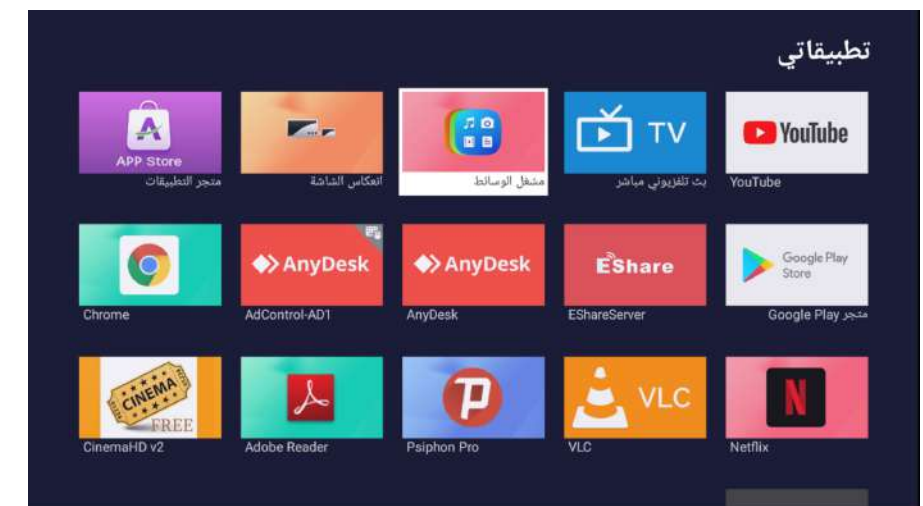 تطبيقاتي
YouTube
YouTube
TV
بث تلفزيوني مباشر
مشغل الوسائط
انعكاس الشاشة
APP Store
متجر التطبيقات
Google Play
Store
متجر Google Play
EShare
EShareServer
AnyDesk
AnyDesk
AnyDesk
AdControl-AD1
Chrome
N
Netflix
VLC
VLC
P
Psiphon Pro
Adobe Reader
CINEMA
FREE
CinemaHD v2